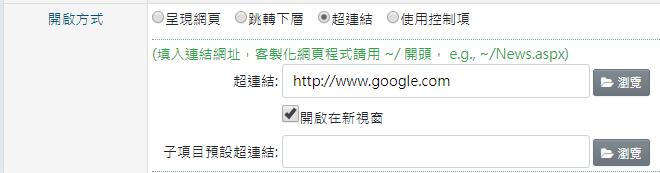 開啟方式 呈現網頁 跳轉下層 超連結 使用控制項
(填入連結網址，客製化網頁程式請用 ~/ 開頭， e.g., ~/News.aspx)
超連結: http://www.google.com 瀏覽
開啟在新視窗
子項目預設超連結: 瀏覽